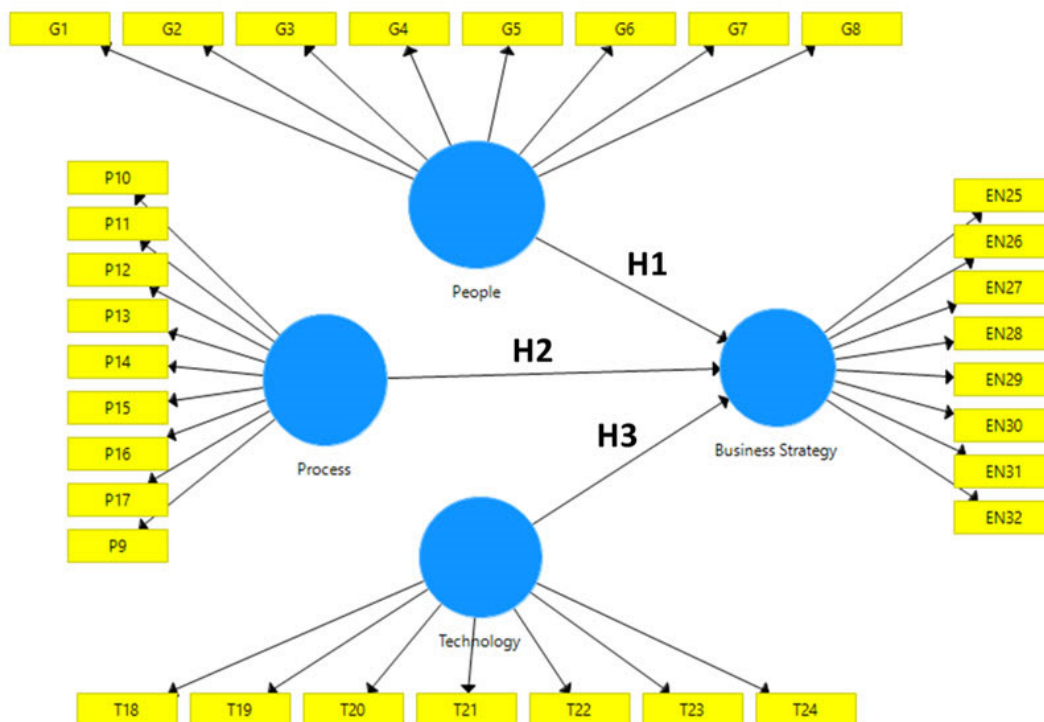 G1 G2 G3 G4 G5 G6 G7 G8
People
P10
P11
P12
P13
P14
P15
P16
P17
P9
Process
H1
H2
H3
Business Strategy
EN25
EN26
EN27
EN28
EN29
EN30
EN31
EN32
Technology
T18 T19 T20 T21 T22 T23 T24